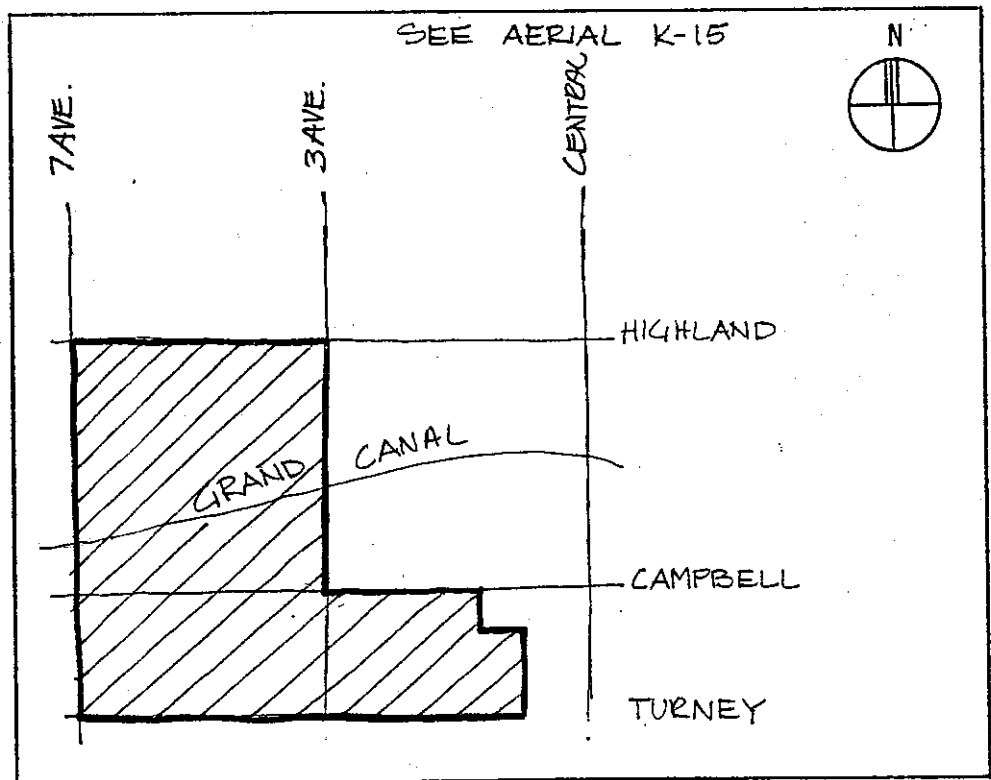 SEE AERIAL K-15
N
7 AVE.
3 AVE.
CENTRAL
HIGHLAND
GRAND CANAL
CAMPBELL
TURNEY